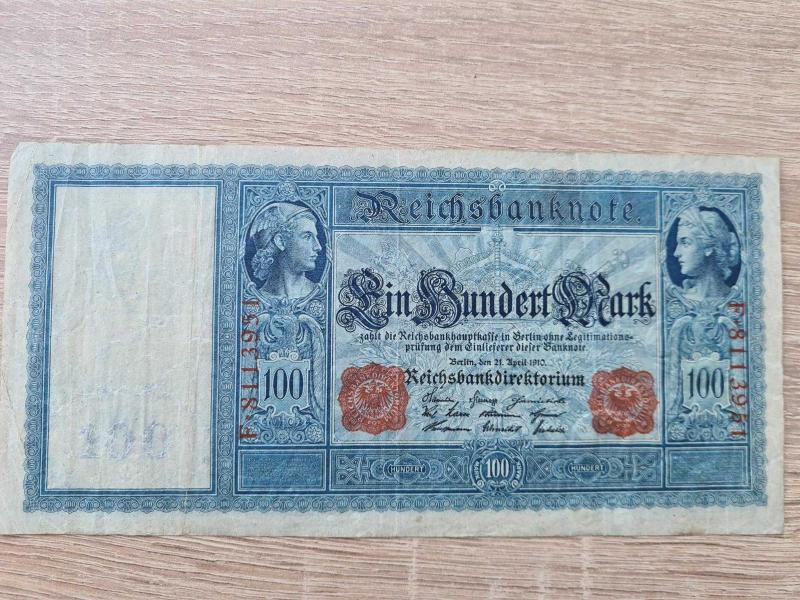 Reichsbanknote.
Ein Hundert Mark
zahlt die Reichsbankhauptkasse in Berlin ohne Legitimations-
prüfung dem Einlieferer dieser Banknote.
Berlin, den 21. April 1910.
Reichsbankdirektorium
F·8113951
F·8113951
100
100
HUNDERT
100
HUNDERT
100